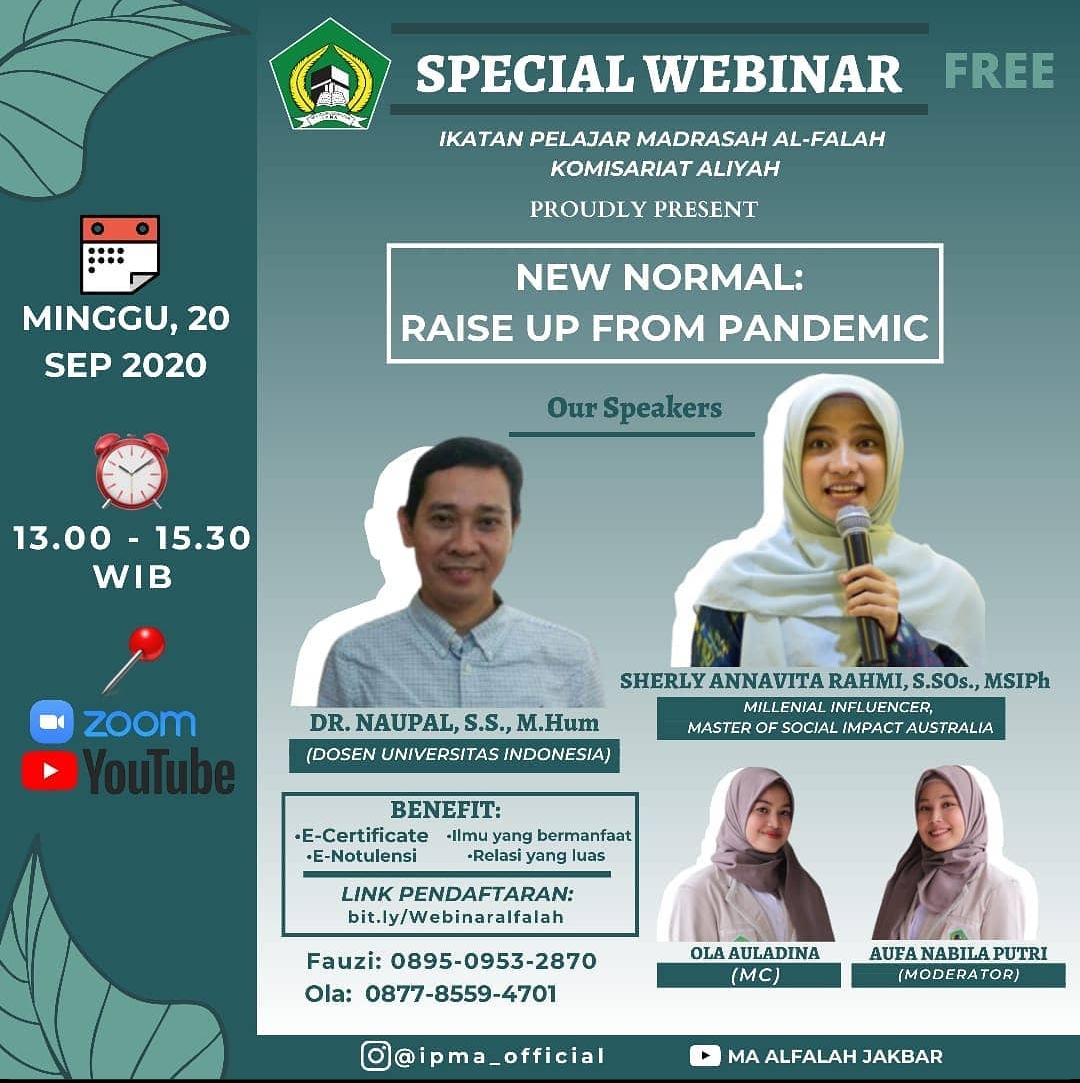 SPECIAL WEBINAR
FREE
IKATAN PELAJAR MADRASAH AL-FALAH
KOMISARIAT ALIYAH
PROUDLY PRESENT
NEW NORMAL:
RAISE UP FROM PANDEMIC
MINGGU, 20
SEP 2020
13.00 - 15.30
WIB
zoom
YouTube
Our Speakers
DR. NAUPAL, S.S., M.Hum
(DOSEN UNIVERSITAS INDONESIA)
SHERLY ANNAVITA RAHMI, S.SOs., MSIPh
MILLENIAL INFLUENCER,
MASTER OF SOCIAL IMPACT AUSTRALIA
BENEFIT:
•E-Certificate •Ilmu yang bermanfaat
•E-Notulensi •Relasi yang luas
LINK PENDAFTARAN:
bit.ly/Webinaralfalah
Fauzi: 0895-0953-2870
Ola: 0877-8559-4701
OLA AULADINA
(MC)
AUFA NABILA PUTRI
(MODERATOR)
@ipma_official
MA ALFALAH JAKBAR